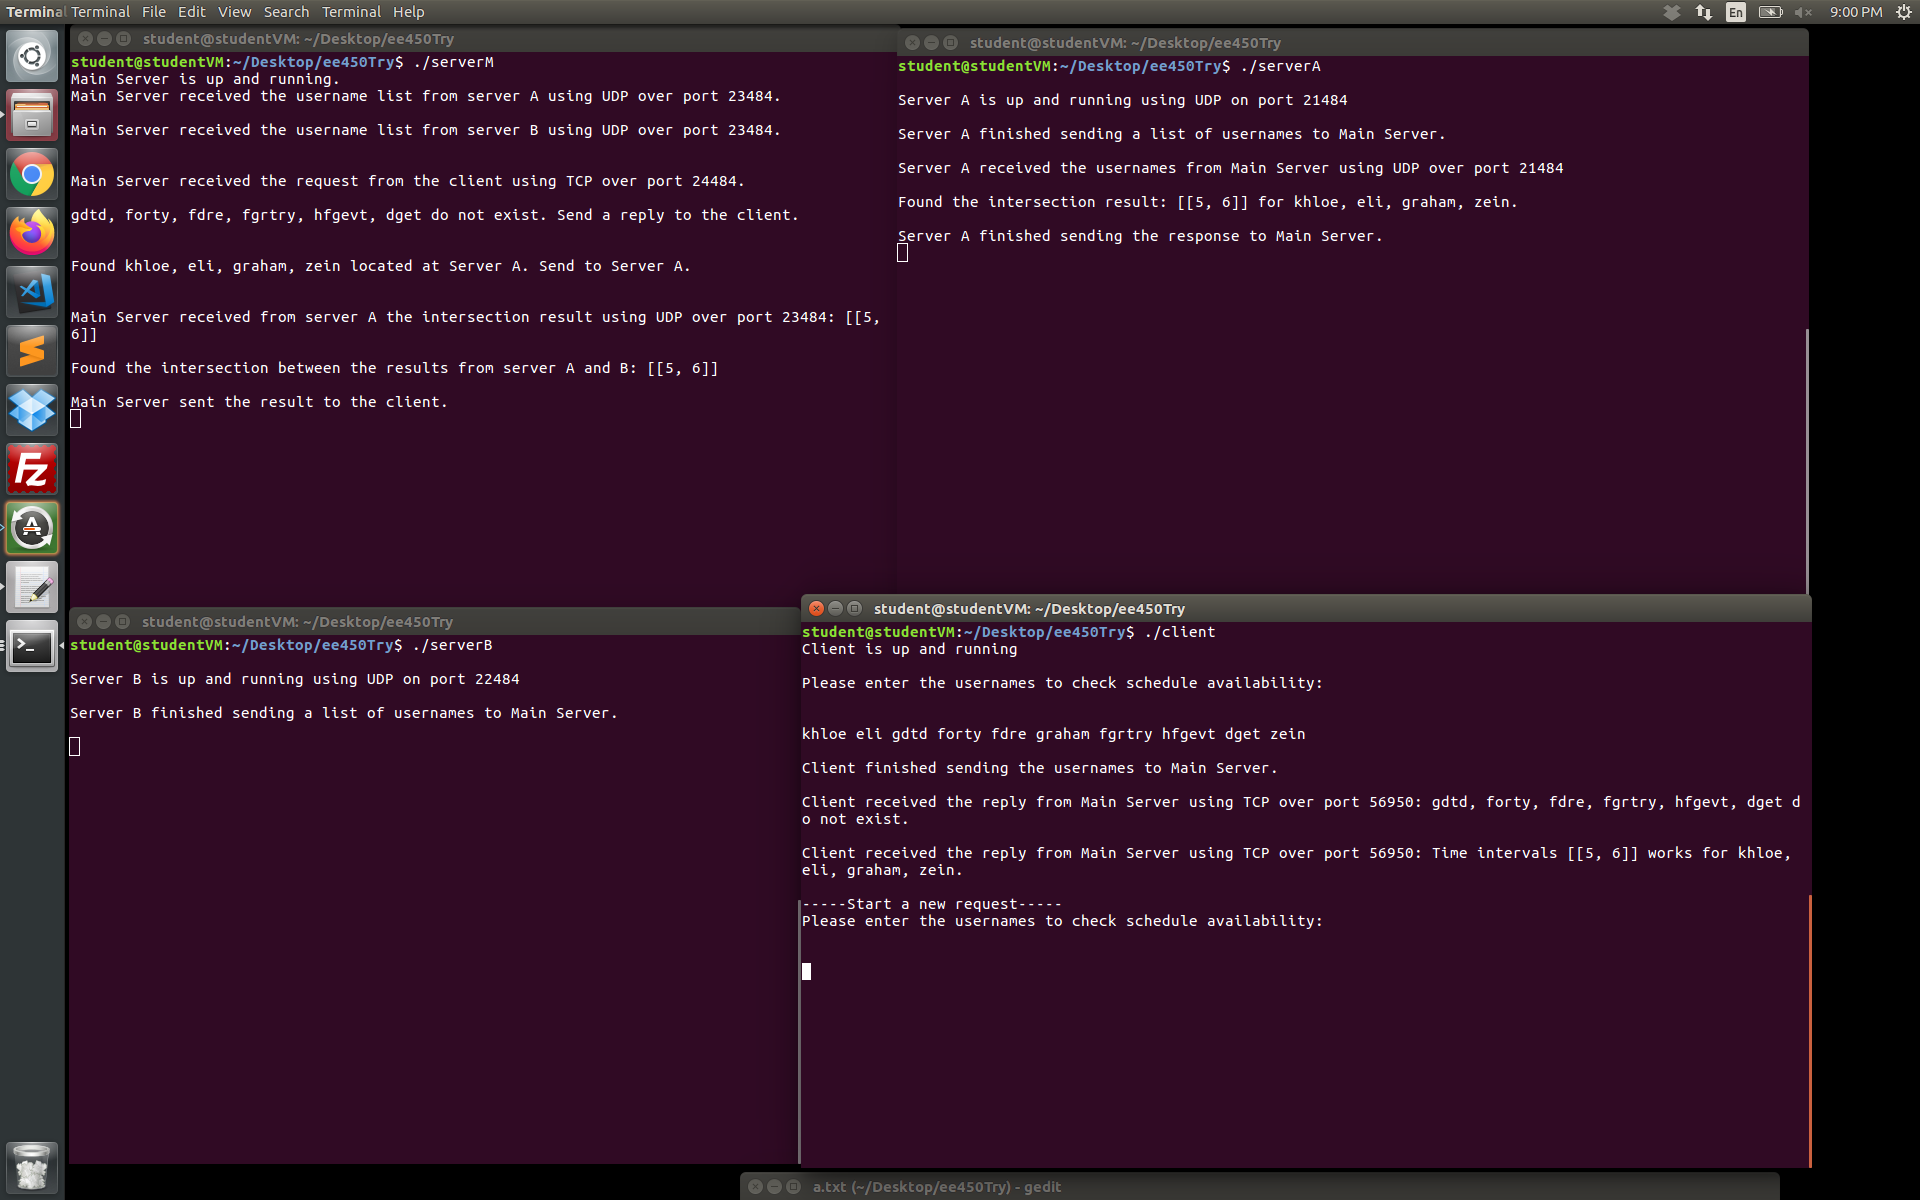 Terminal Terminal File Edit View Search Terminal Help
En 9:00 PM
student@studentVM: ~/Desktop/ee450Try
student@studentVM:~/Desktop/ee450Try$ ./serverM
Main Server is up and running.
Main Server received the username list from server A using UDP over port 23484.
Main Server received the username list from server B using UDP over port 23484.
Main Server received the request from the client using TCP over port 24484.
gdtd, forty, fdre, fgrtry, hfgevt, dget do not exist. Send a reply to the client.
Found khloe, eli, graham, zein located at Server A. Send to Server A.
Main Server received from server A the intersection result using UDP over port 23484: [[5,
6]]
Found the intersection between the results from server A and B: [[5, 6]]
Main Server sent the result to the client.
student@studentVM: ~/Desktop/ee450Try
student@studentVM:~/Desktop/ee450Try$ ./serverA
Server A is up and running using UDP on port 21484
Server A finished sending a list of usernames to Main Server.
Server A received the usernames from Main Server using UDP over port 21484
Found the intersection result: [[5, 6]] for khloe, eli, graham, zein.
Server A finished sending the response to Main Server.
student@studentVM: ~/Desktop/ee450Try
student@studentVM:~/Desktop/ee450Try$ ./serverB
Server B is up and running using UDP on port 22484
Server B finished sending a list of usernames to Main Server.
student@studentVM: ~/Desktop/ee450Try
student@studentVM:~/Desktop/ee450Try$ ./client
Client is up and running
Please enter the usernames to check schedule availability:
khloe eli gdtd forty fdre graham fgrtry hfgevt dget zein
Client finished sending the usernames to Main Server.
Client received the reply from Main Server using TCP over port 56950: gdtd, forty, fdre, fgrtry, hfgevt, dget d
o not exist.
Client received the reply from Main Server using TCP over port 56950: Time intervals [[5, 6]] works for khloe,
eli, graham, zein.
-----Start a new request-----
Please enter the usernames to check schedule availability:
a.txt (~/Desktop/ee450Try) - gedit